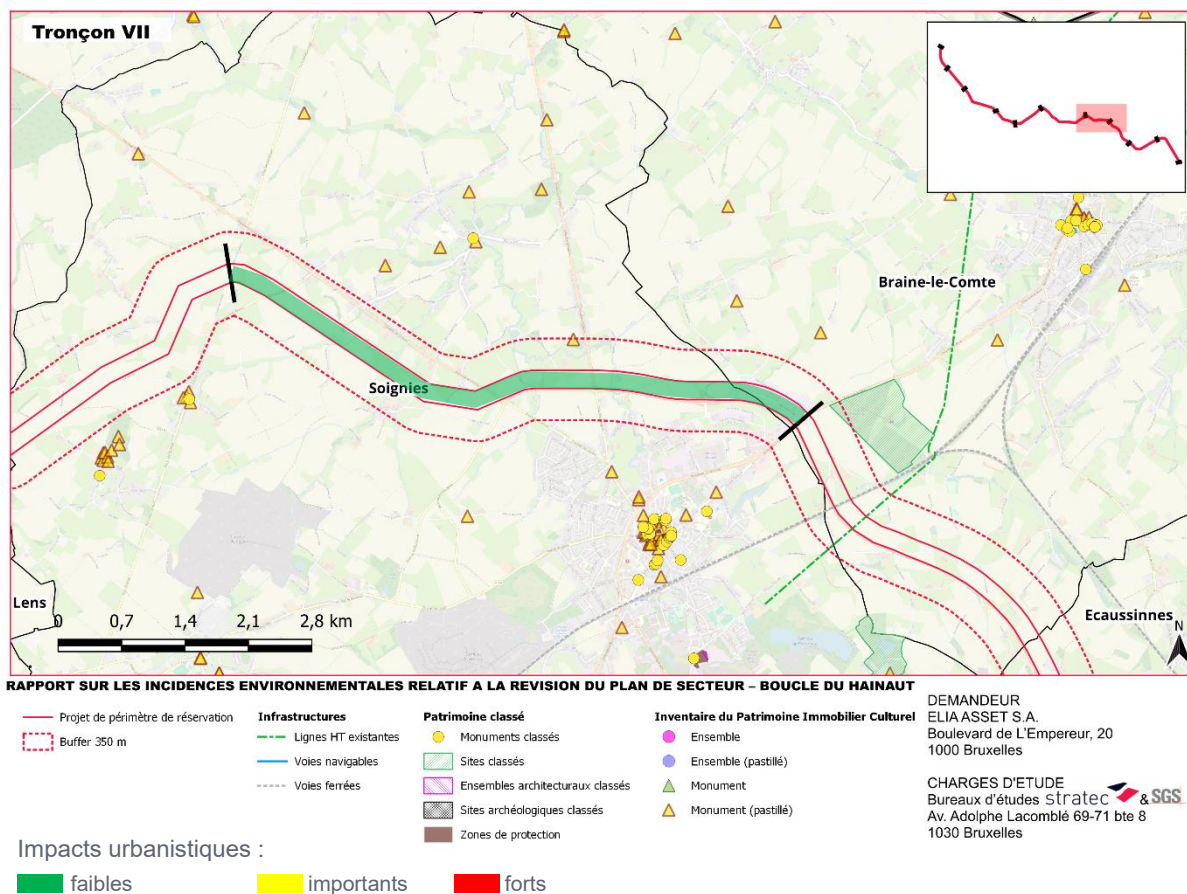 Tronçon VII
Braine-le-Comte
Soignies
Lens
Ecaussinnes
N
0 0,7 1,4 2,1 2,8 km
RAPPORT SUR LES INCIDENCES ENVIRONNEMENTALES RELATIF A LA REVISION DU PLAN DE SECTEUR – BOUCLE DU HAINAUT
Projet de périmètre de réservation
Buffer 350 m
Infrastructures
Lignes HT existantes
Voies navigables
Voies ferrées
Patrimoine classé
Monuments classés
Sites classés
Ensembles architecturaux classés
Sites archéologiques classés
Zones de protection
Inventaire du Patrimoine Immobilier Culturel
Ensemble
Ensemble (pastillé)
Monument
Monument (pastillé)
DEMANDEUR
ELIA ASSET S.A.
Boulevard de L'Empereur, 20
1000 Bruxelles
CHARGES D'ETUDE
Bureaux d'études stratec & SGS
Av. Adolphe Lacomblé 69-71 bte 8
1030 Bruxelles
Impacts urbanistiques :
faibles importants forts